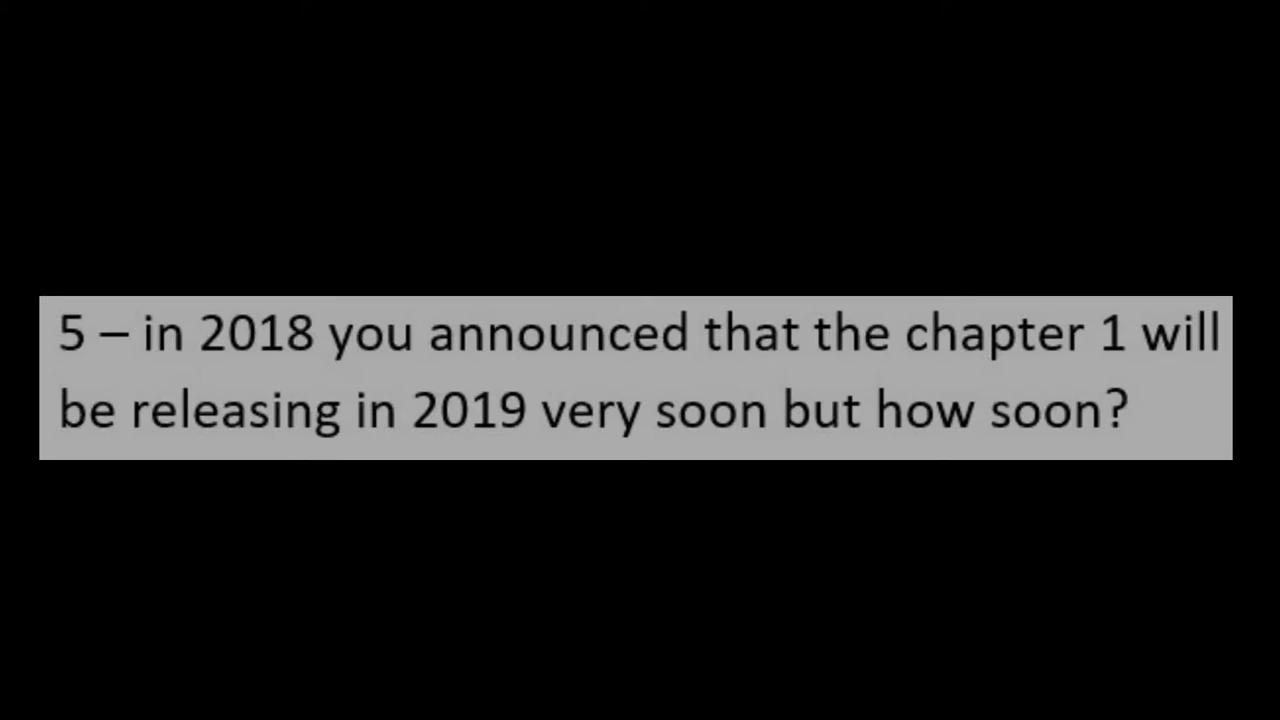 5 – in 2018 you announced that the chapter 1 will
be releasing in 2019 very soon but how soon?